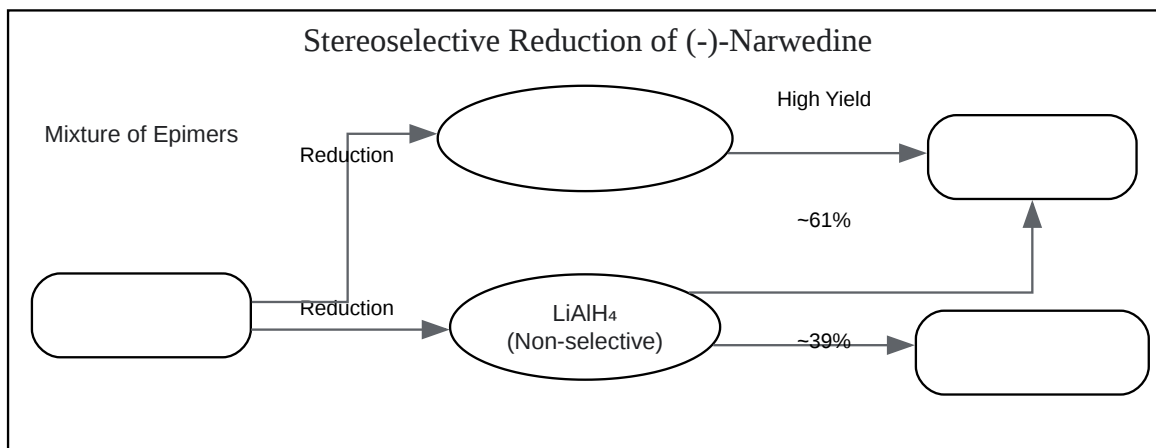 Stereoselective Reduction of (-)-Narwedine
High Yield
Mixture of Epimers
Reduction
~61%
Reduction
LiAlH₄
(Non-selective)
~39%